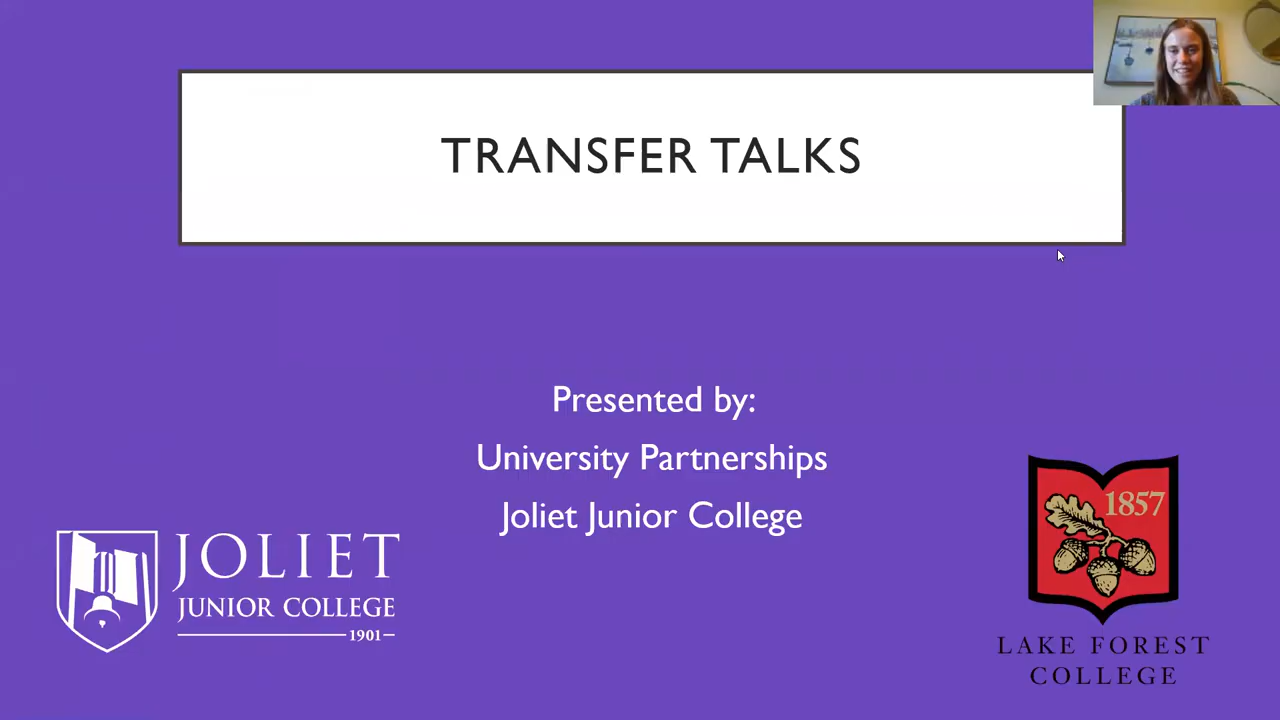 TRANSFER TALKS
Presented by:
University Partnerships
Joliet Junior College
JOLIET
JUNIOR COLLEGE
1901
1857
LAKE FOREST
COLLEGE